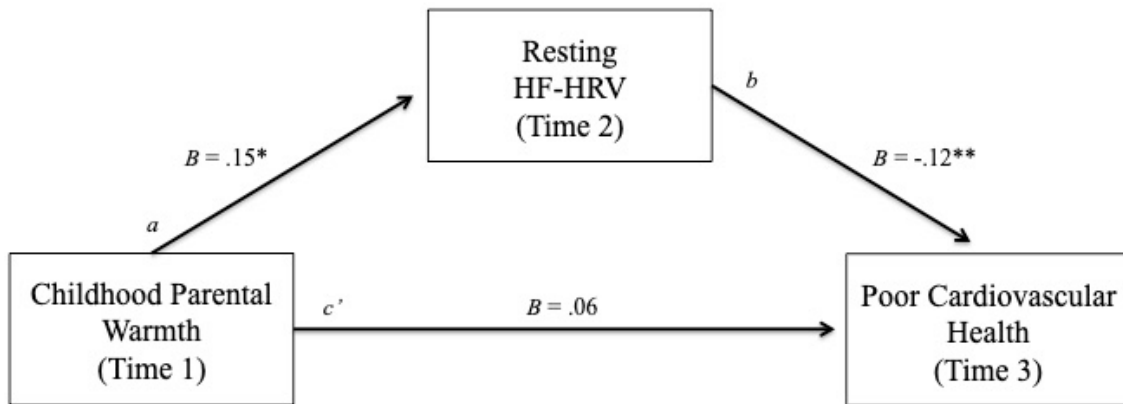 Resting
HF-HRV
(Time 2)
b
B = .15*
B = -.12**
a
Childhood Parental
Warmth
(Time 1)
c’
B = .06
Poor Cardiovascular
Health
(Time 3)